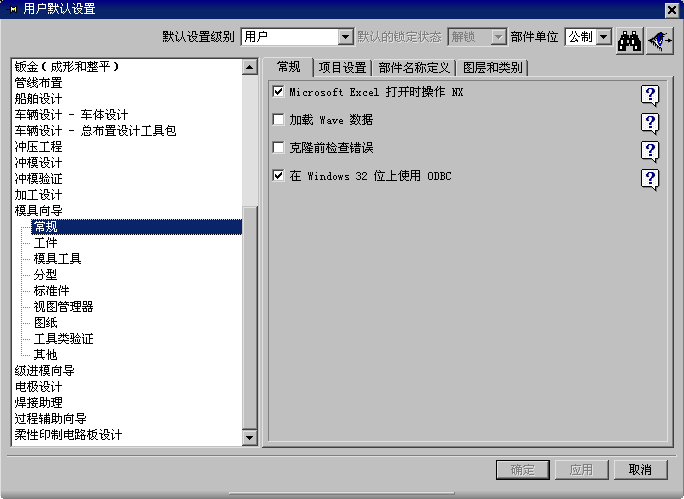 用户默认设置
默认设置级别 用户 默认的锁定状态 解锁 部件单位 公制
钣金（成形和整平）
管线布置
船舶设计
车辆设计 - 车体设计
车辆设计 - 总布置设计工具包
冲压工程
冲模设计
冲模验证
加工设计
模具向导
常规
工件
模具工具
分型
标准件
视图管理器
图纸
工具类验证
其他
级进模向导
电极设计
焊接助理
过程辅助向导
柔性印制电路板设计
常规 项目设置 部件名称定义 图层和类别
Microsoft Excel 打开时操作 NX
加载 Wave 数据
克隆前检查错误
在 Windows 32 位上使用 ODBC
确定 应用 取消